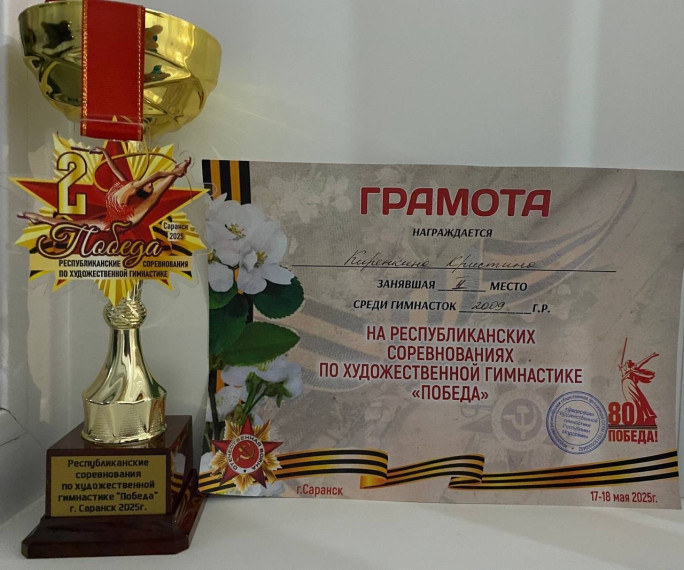 2
Победа
Саранск
2025
РЕСПУБЛИКАНСКИЕ СОРЕВНОВАНИЯ
ПО ХУДОЖЕСТВЕННОЙ ГИМНАСТИКЕ
Республиканские
соревнования
по художественной
гимнастике "Победа"
г. Саранск 2025г.
ГРАМОТА
НАГРАЖДАЕТСЯ
Киренкина Кристина
ЗАНЯВШАЯ II МЕСТО
СРЕДИ ГИМНАСТОК 2009 Г.Р.
НА РЕСПУБЛИКАНСКИХ
СОРЕВНОВАНИЯХ
ПО ХУДОЖЕСТВЕННОЙ ГИМНАСТИКЕ
«ПОБЕДА»
80
ПОБЕДА!
г.Саранск
17-18 мая 2025г.